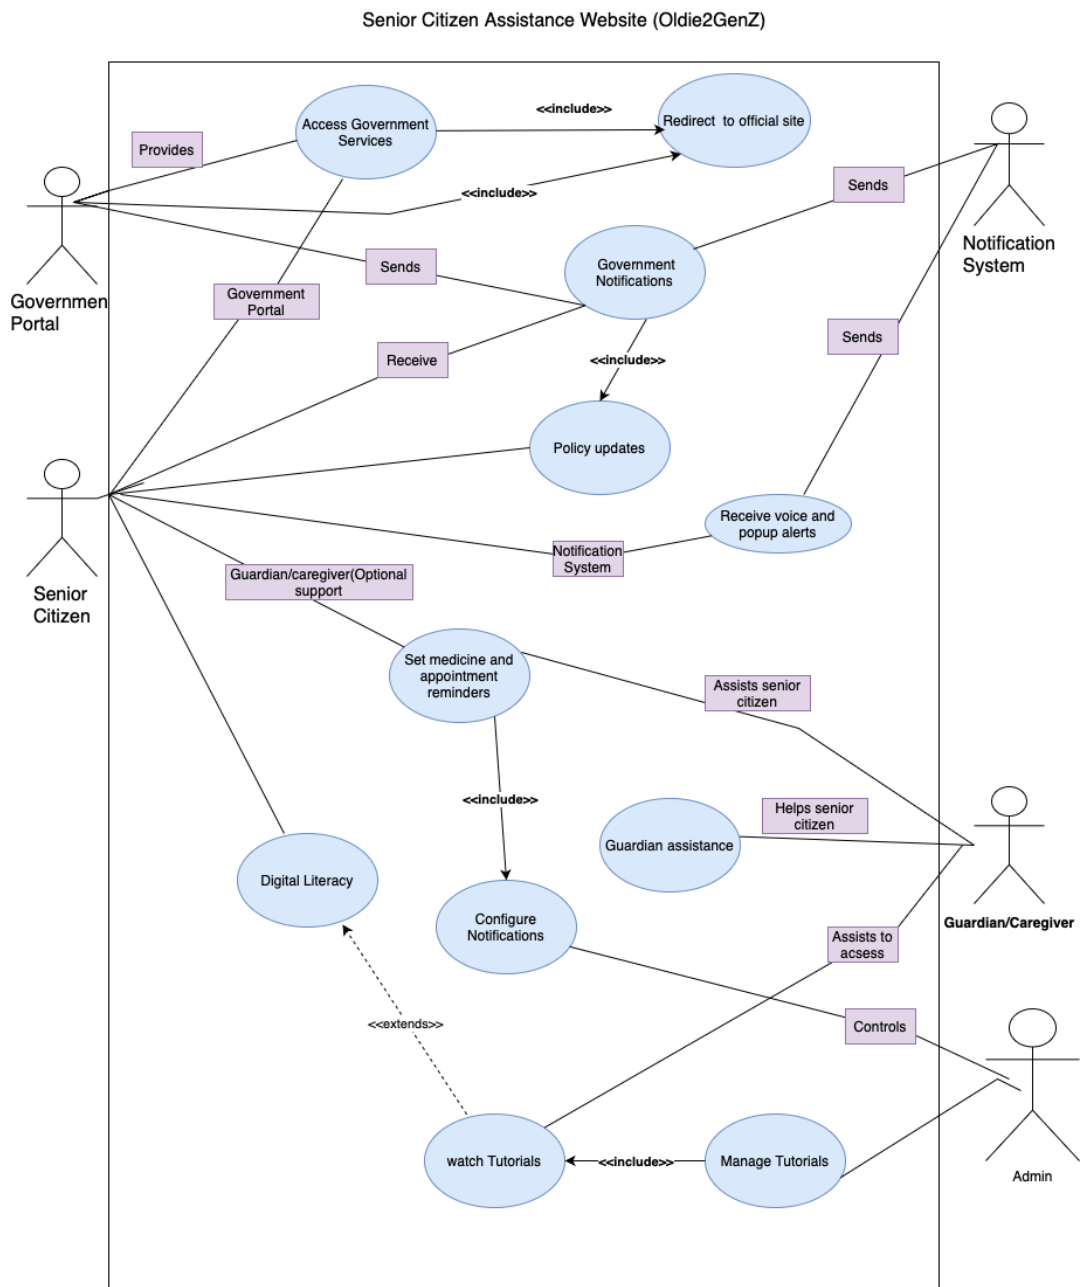 Senior Citizen Assistance Website (Oldie2GenZ)
Access Government
Services
<<include>>
Redirect to official site
Provides
<<include>>
Sends
Notification
System
Governmen
Portal
Sends
Government
Notifications
Government
Portal
Sends
Receive
<<include>>
Policy updates
Senior
Citizen
Receive voice and
popup alerts
Notification
System
Guardian/caregiver(Optional
support
Set medicine and
appointment
reminders
Assists senior
citizen
<<include>>
Helps senior
citizen
Guardian assistance
Digital Literacy
Configure
Notifications
Guardian/Caregiver
Assists to
acsess
<<extends>>
Controls
watch Tutorials
<<include>>
Manage Tutorials
Admin